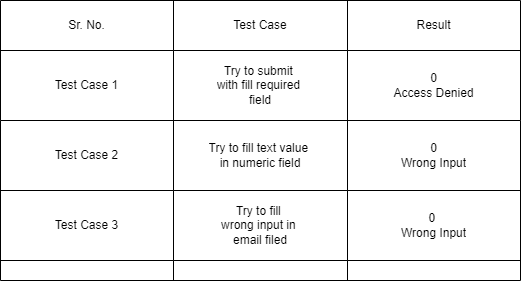 Sr. No.
Test Case
Result
Test Case 1
Try to submit
with fill required
field
0
Access Denied
Test Case 2
Try to fill text value
in numeric field
0
Wrong Input
Test Case 3
Try to fill
wrong input in
email filed
0
Wrong Input